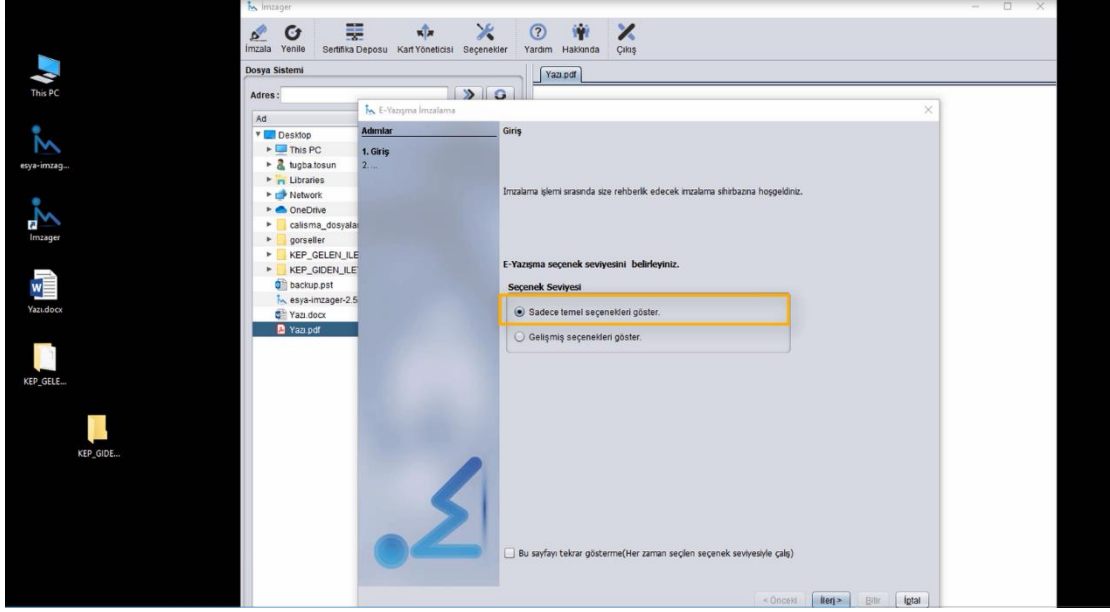 İmzager
İmzala Yenile Sertifika Deposu Kart Yöneticisi Seçenekler Yardım Hakkında Çıkış
Dosya Sistemi
Yazı.pdf
Adres :
Ad
Desktop
This PC
tugba.tosun
Libraries
Network
OneDrive
calisma_dosyalar
gorseller
KEP_GELEN_ILE
KEP_GIDEN_ILET
backup.pst
esya-imzager-2.5
Yazı.docx
Yazı.pdf
E-Yazışma İmzalama
Adımlar
1. Giriş
2. ...
Giriş
İmzalama işlemi sırasında size rehberlik edecek imzalama sihirbazına hoşgeldiniz.
E-Yazışma seçenek seviyesini belirleyiniz.
Seçenek Seviyesi
Sadece temel seçenekleri göster.
Gelişmiş seçenekleri göster.
Bu sayfayı tekrar gösterme(Her zaman seçilen seçenek seviyesiyle çalış)
< Önceki İleri > Bitir İptal
This PC
esya-imzag...
Imzager
Yazı.docx
KEP_GELE...
KEP_GIDE...